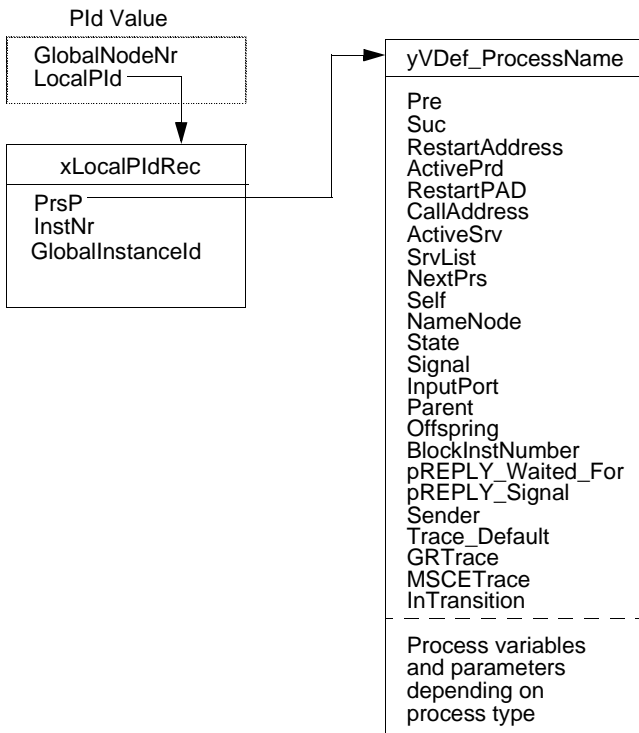 PId Value
GlobalNodeNr
LocalPId
xLocalPIdRec
PrsP
InstNr
GlobalInstanceId
yVDef_ProcessName
Pre
Suc
RestartAddress
ActivePrd
RestartPAD
CallAddress
ActiveSrv
SrvList
NextPrs
Self
NameNode
State
Signal
InputPort
Parent
Offspring
BlockInstNumber
pREPLY_Waited_For
pREPLY_Signal
Sender
Trace_Default
GRTrace
MSCETrace
InTransition
Process variables
and parameters
depending on
process type